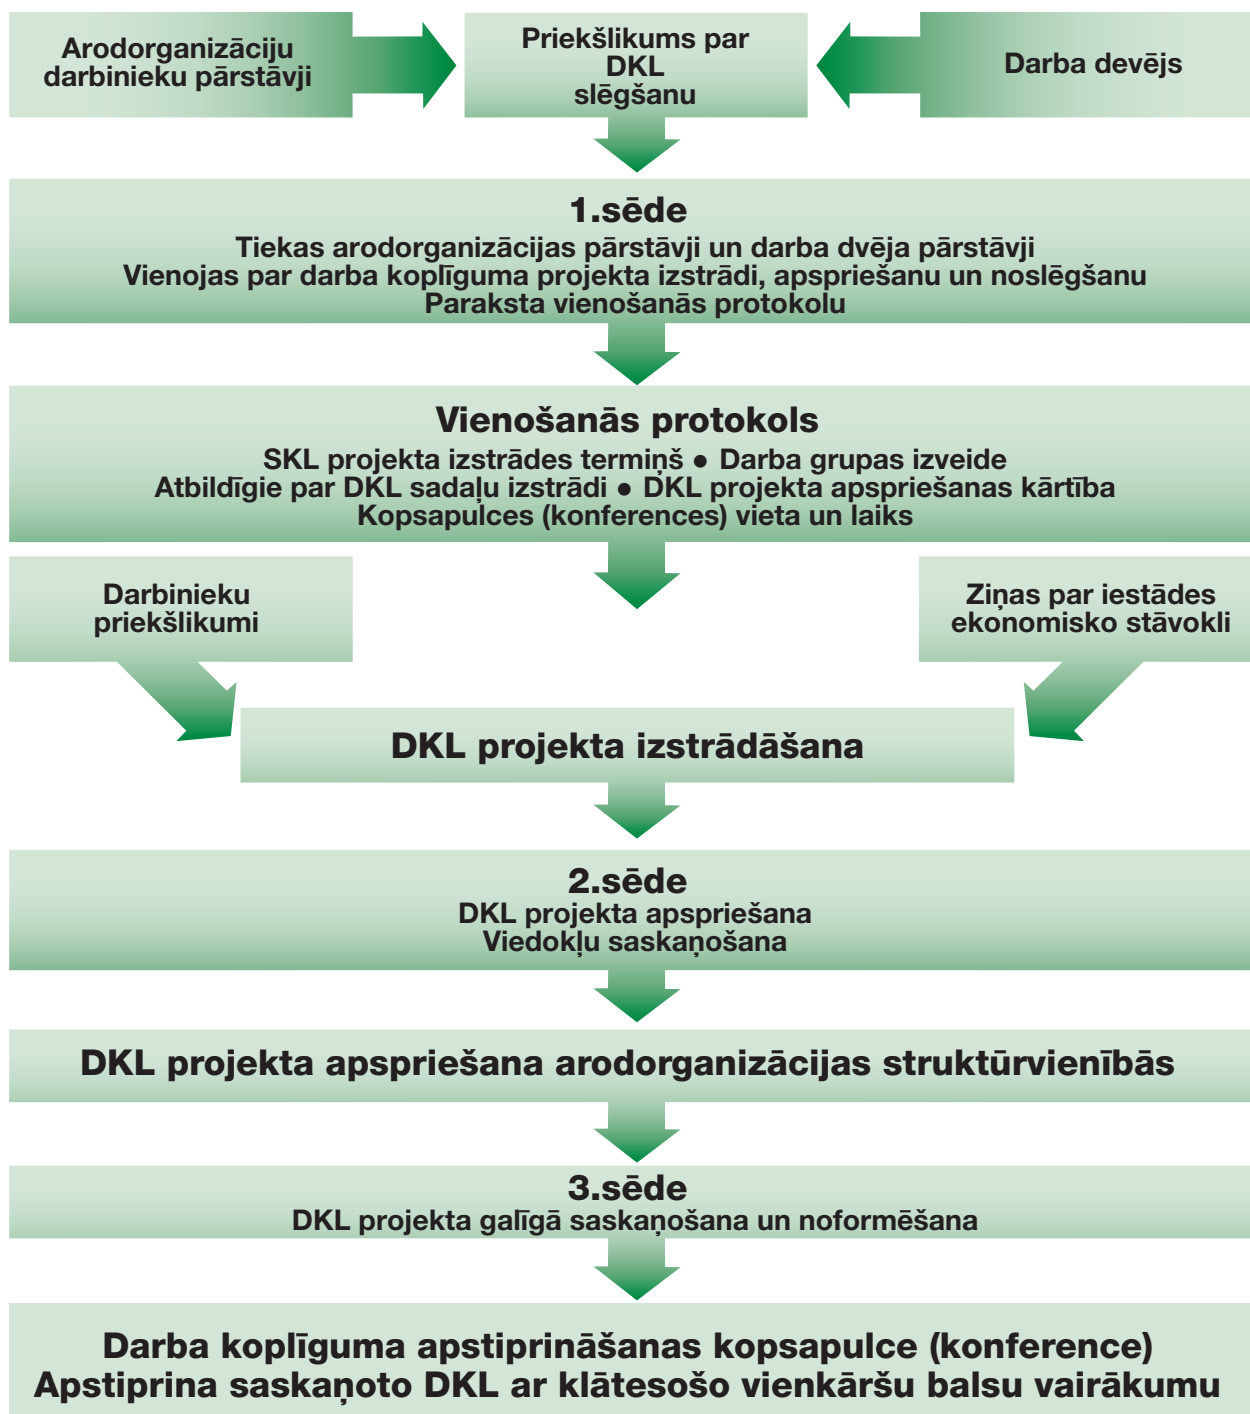 Arodorganizāciju
darbinieku pārstāvji
Priekšlikums par
DKL
slēgšanu
Darba devējs
1.sēde
Tiekas arodorganizācijas pārstāvji un darba dvēja pārstāvji
Vienojas par darba koplīguma projekta izstrādi, apspriešanu un noslēgšanu
Paraksta vienošanās protokolu
Vienošanās protokols
SKL projekta izstrādes termiņš ● Darba grupas izveide
Atbildīgie par DKL sadaļu izstrādi ● DKL projekta apspriešanas kārtība
Kopsapulces (konferences) vieta un laiks
Darbinieku
priekšlikumi
Ziņas par iestādes
ekonomisko stāvokli
DKL projekta izstrādāšana
2.sēde
DKL projekta apspriešana
Viedokļu saskaņošana
DKL projekta apspriešana arodorganizācijas struktūrvienībās
3.sēde
DKL projekta galīgā saskaņošana un noformēšana
Darba koplīguma apstiprināšanas kopsapulce (konference)
Apstiprina saskaņoto DKL ar klātesošo vienkāršu balsu vairākumu